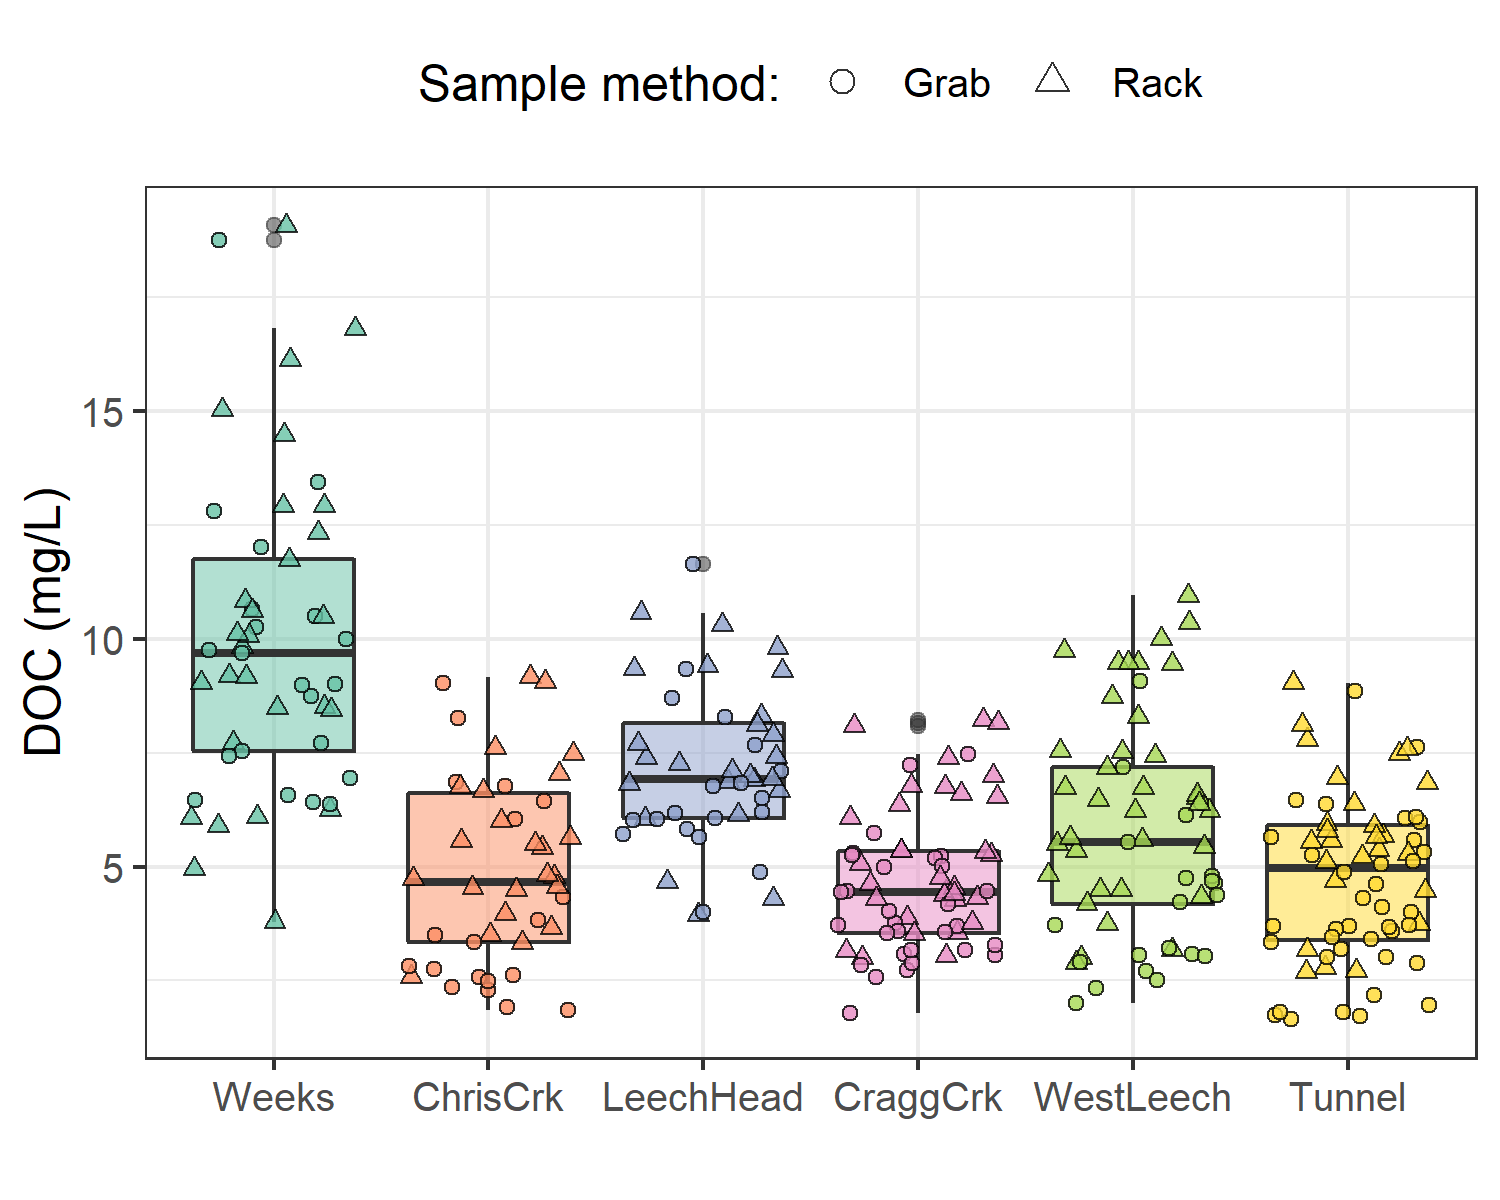 Sample method: Grab Rack
DOC (mg/L)
15
10
5
Weeks ChrisCrk LeechHead CraggCrk WestLeech Tunnel